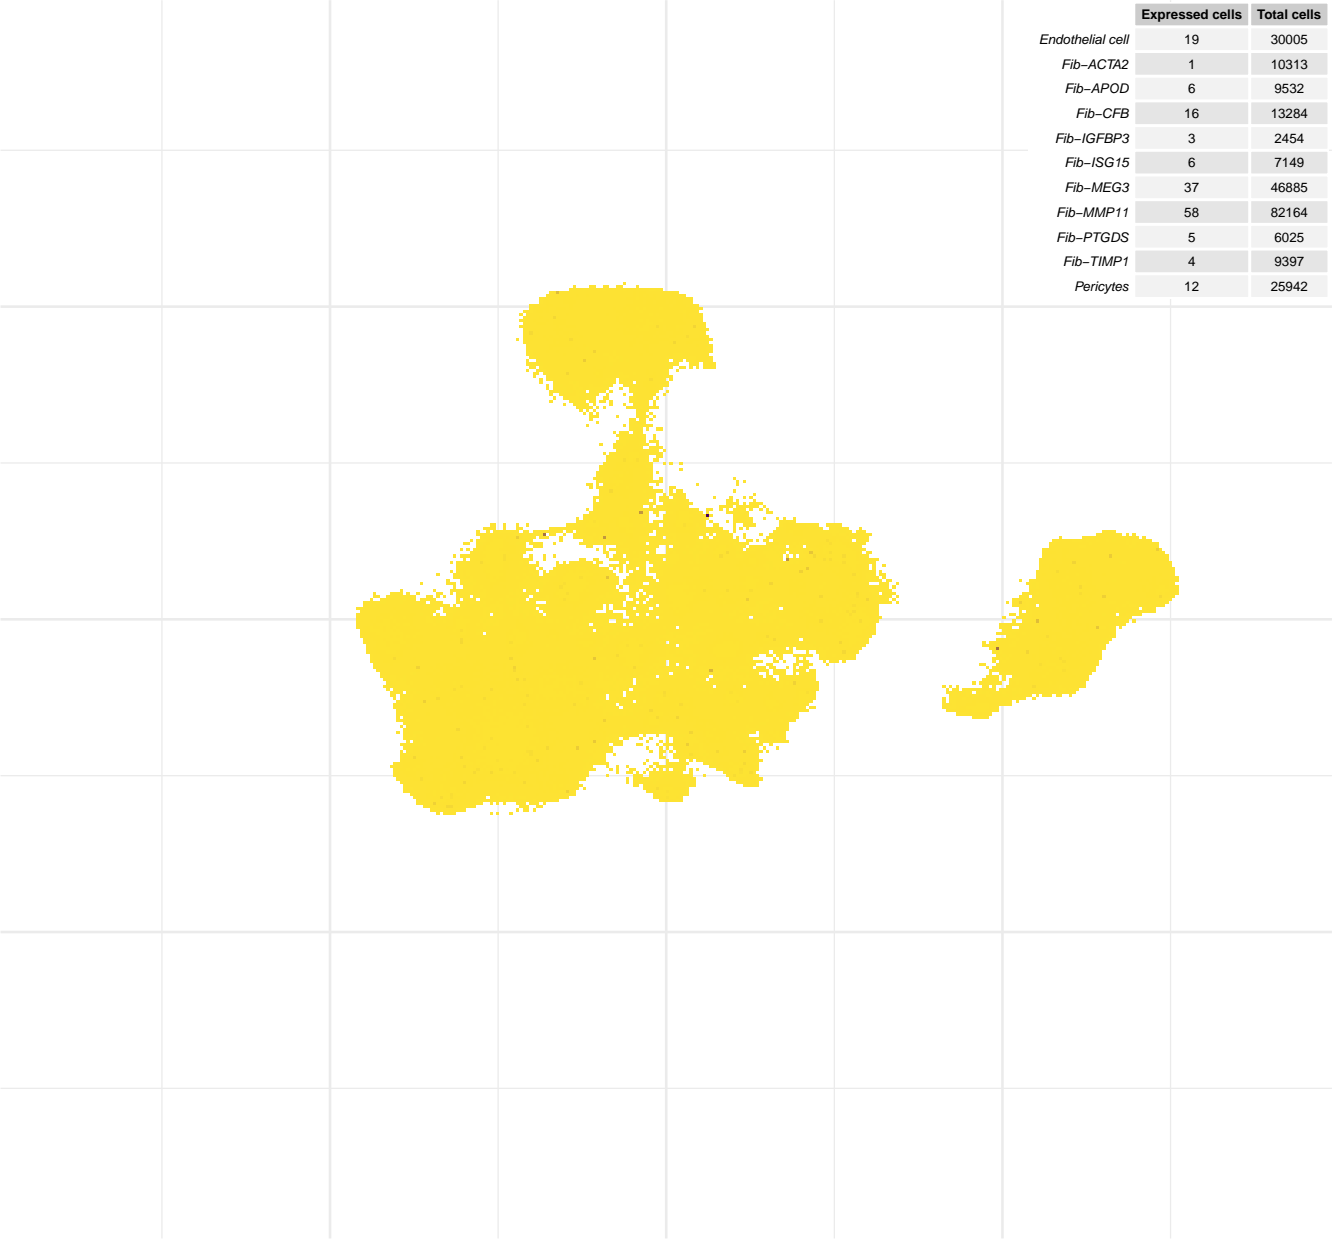 Expressed cells Total cells
Endothelial cell 19 30005
Fib−ACTA2 1 10313
Fib−APOD 6 9532
Fib−CFB 16 13284
Fib−IGFBP3 3 2454
Fib−ISG15 6 7149
Fib−MEG3 37 46885
Fib−MMP11 58 82164
Fib−PTGDS 5 6025
Fib−TIMP1 4 9397
Pericytes 12 25942